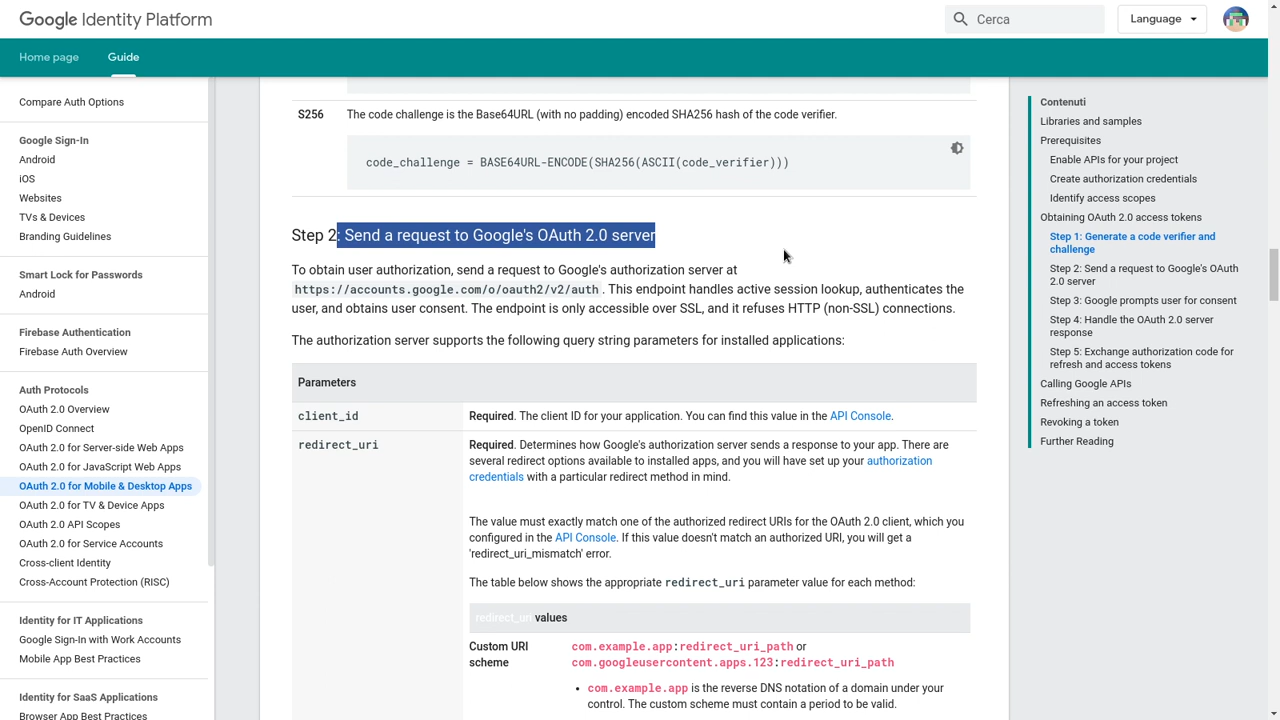 Google Identity Platform
Cerca
Language
Home page
Guide
Compare Auth Options
Google Sign-In
Android
iOS
Websites
TVs & Devices
Branding Guidelines
Smart Lock for Passwords
Android
Firebase Authentication
Firebase Auth Overview
Auth Protocols
OAuth 2.0 Overview
OpenID Connect
OAuth 2.0 for Server-side Web Apps
OAuth 2.0 for JavaScript Web Apps
OAuth 2.0 for Mobile & Desktop Apps
OAuth 2.0 for TV & Device Apps
OAuth 2.0 API Scopes
OAuth 2.0 for Service Accounts
Cross-client Identity
Cross-Account Protection (RISC)
Identity for IT Applications
Google Sign-In with Work Accounts
Mobile App Best Practices
Identity for SaaS Applications
Browser App Best Practices
S256 The code challenge is the Base64URL (with no padding) encoded SHA256 hash of the code verifier.
code_challenge = BASE64URL-ENCODE(SHA256(ASCII(code_verifier)))
Step 2: Send a request to Google's OAuth 2.0 server
To obtain user authorization, send a request to Google's authorization server at
https://accounts.google.com/o/oauth2/v2/auth . This endpoint handles active session lookup, authenticates the
user, and obtains user consent. The endpoint is only accessible over SSL, and it refuses HTTP (non-SSL) connections.
The authorization server supports the following query string parameters for installed applications:
Parameters
client_id Required. The client ID for your application. You can find this value in the API Console.
redirect_uri Required. Determines how Google's authorization server sends a response to your app. There are
several redirect options available to installed apps, and you will have set up your authorization
credentials with a particular redirect method in mind.
The value must exactly match one of the authorized redirect URIs for the OAuth 2.0 client, which you
configured in the API Console. If this value doesn't match an authorized URI, you will get a
'redirect_uri_mismatch' error.
The table below shows the appropriate redirect_uri parameter value for each method:
redirect_uri values
Custom URI scheme
com.example.app:redirect_uri_path or
com.googleusercontent.apps.123:redirect_uri_path
• com.example.app is the reverse DNS notation of a domain under your
control. The custom scheme must contain a period to be valid.
Contenuti
Libraries and samples
Prerequisites
Enable APIs for your project
Create authorization credentials
Identify access scopes
Obtaining OAuth 2.0 access tokens
Step 1: Generate a code verifier and
challenge
Step 2: Send a request to Google's OAuth
2.0 server
Step 3: Google prompts user for consent
Step 4: Handle the OAuth 2.0 server
response
Step 5: Exchange authorization code for
refresh and access tokens
Calling Google APIs
Refreshing an access token
Revoking a token
Further Reading